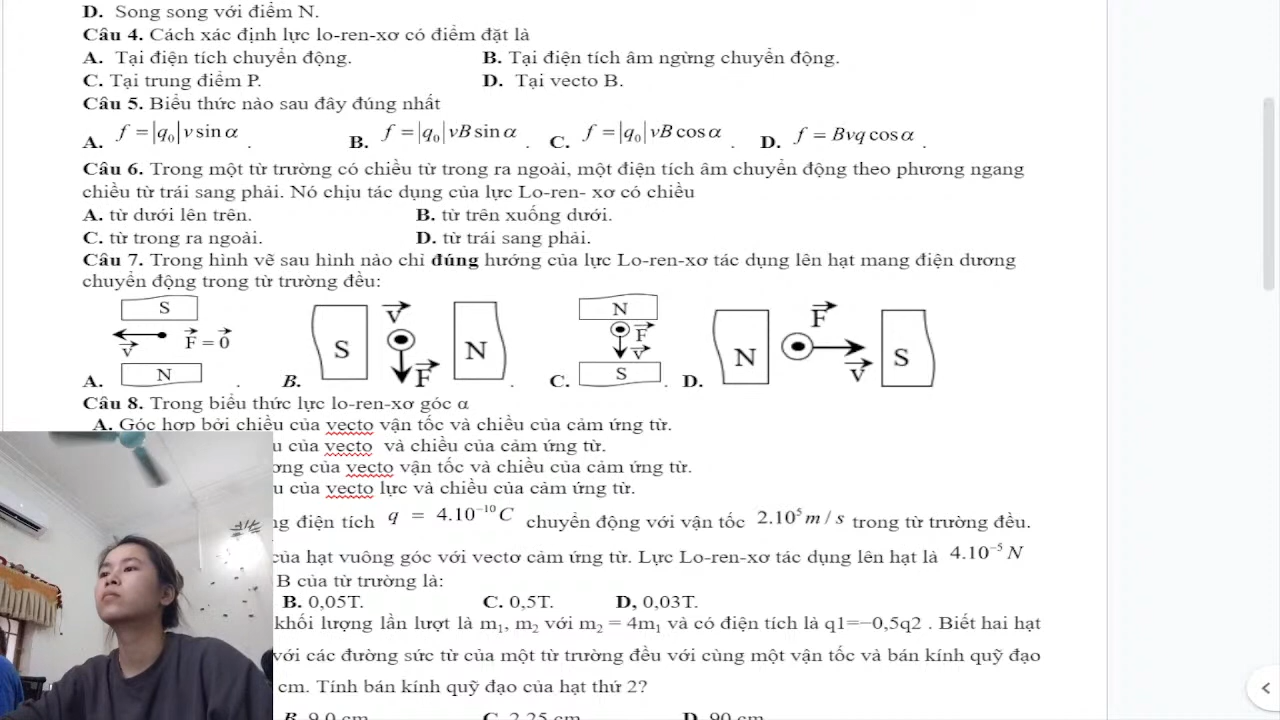 D. Song song với điểm N.
Câu 4. Cách xác định lực lo-ren-xơ có điểm đặt là
A. Tại điện tích chuyển động. B. Tại điện tích âm ngừng chuyển động.
C. Tại trung điểm P. D. Tại vecto B.
Câu 5. Biểu thức nào sau đây đúng nhất
A. f = |q₀| v sin α . B. f = |q₀| vB sin α . C. f = |q₀| vB cos α . D. f = Bvq cos α .
Câu 6. Trong một từ trường có chiều từ trong ra ngoài, một điện tích âm chuyển động theo phương ngang
chiều từ trái sang phải. Nó chịu tác dụng của lực Lo-ren- xơ có chiều
A. từ dưới lên trên. B. từ trên xuống dưới.
C. từ trong ra ngoài. D. từ trái sang phải.
Câu 7. Trong hình vẽ sau hình nào chỉ đúng hướng của lực Lo-ren-xơ tác dụng lên hạt mang điện dương
chuyển động trong từ trường đều:
S v F = 0 N A. .
S v F N B. .
N F v S C. .
N F v S D.
Câu 8. Trong biểu thức lực lo-ren-xơ góc α
A. Góc hợp bởi chiều của vecto vận tốc và chiều của cảm ứng từ.
của vecto và chiều của cảm ứng từ.
của vecto vận tốc và chiều của cảm ứng từ.
của vecto lực và chiều của cảm ứng từ.
điện tích q = 4.10⁻¹⁰ C chuyển động với vận tốc 2.10⁵ m / s trong từ trường đều.
của hạt vuông góc với vectơ cảm ứng từ. Lực Lo-ren-xơ tác dụng lên hạt là 4.10⁻⁵ N
B của từ trường là:
B. 0,05T. C. 0,5T. D, 0,03T.
khối lượng lần lượt là m₁, m₂ với m₂ = 4m₁ và có điện tích là q1=−0,5q2 . Biết hai hạt
với các đường sức từ của một từ trường đều với cùng một vận tốc và bán kính quỹ đạo
cm. Tính bán kính quỹ đạo của hạt thứ 2?
B. 9,0 cm C. 2,25 cm D. 90 cm